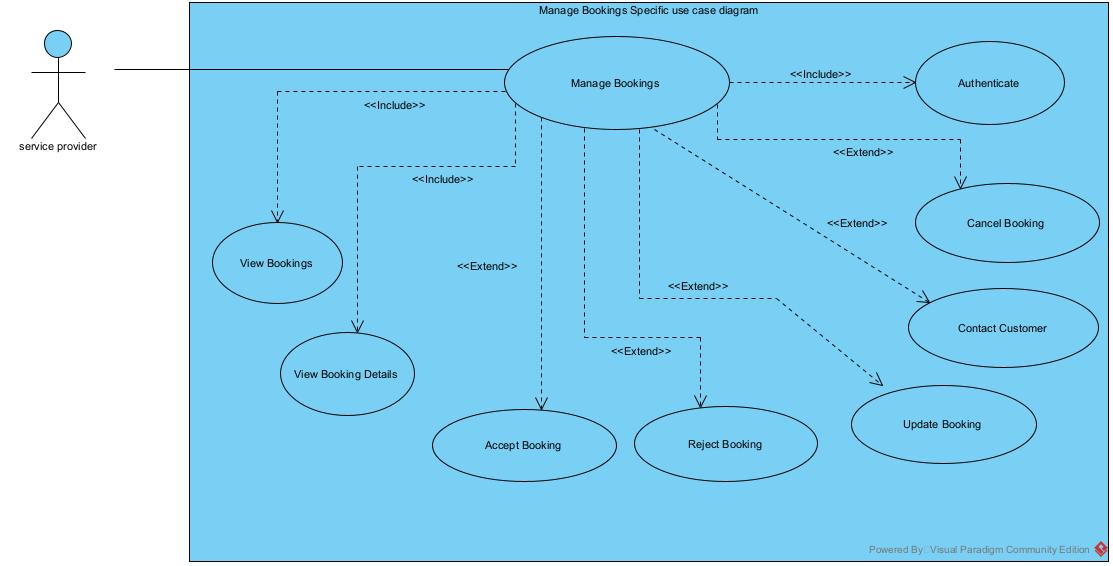 Manage Bookings Specific use case diagram
service provider
Manage Bookings
<<Include>>
Authenticate
<<Include>>
<<Extend>>
<<Include>>
Cancel Booking
<<Extend>>
View Bookings
<<Extend>>
<<Extend>>
Contact Customer
<<Extend>>
View Booking Details
Update Booking
Accept Booking
Reject Booking
Powered By Visual Paradigm Community Edition